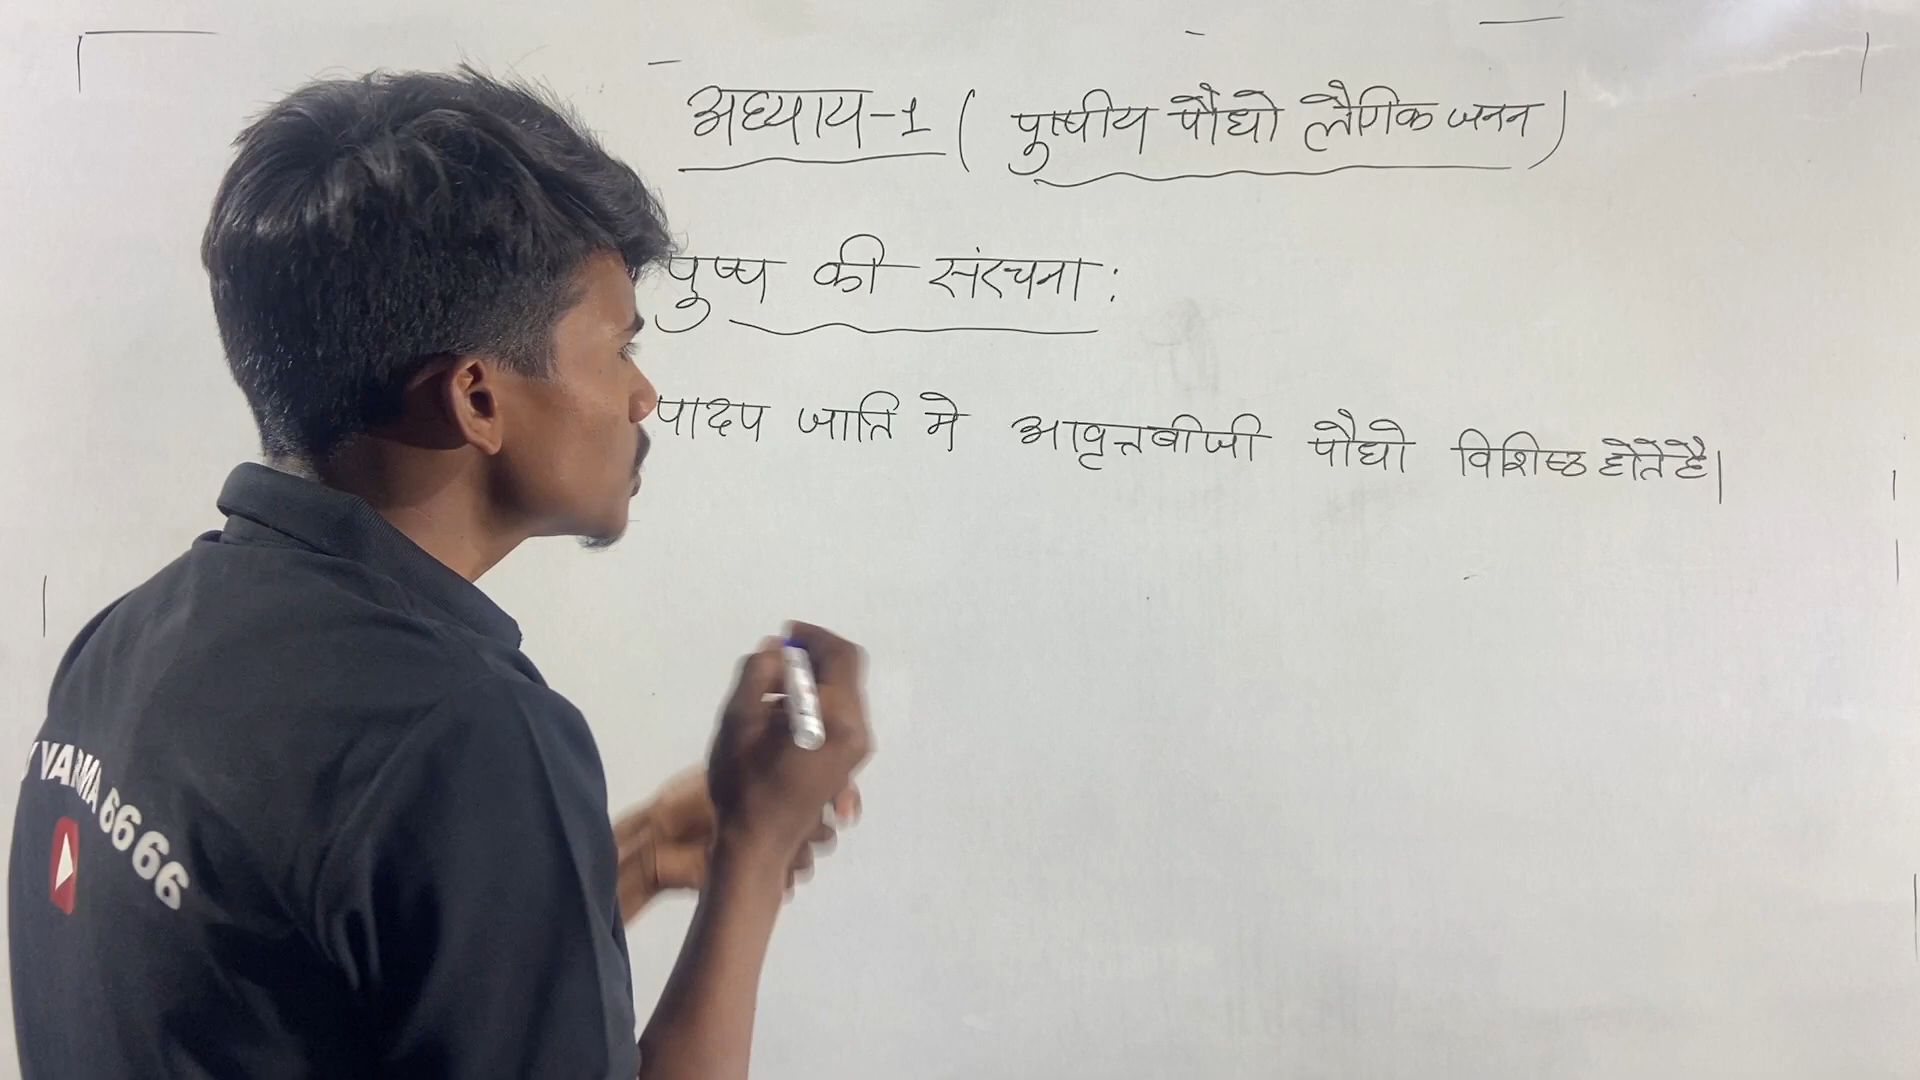 अध्याय-1 ( पुष्पीय पौधो लैगिक जनन )
पुष्प की संरचना :
पादप जाति मे आवृत्तबीजी पौधो विशिष्ठ होते है।
VARMA 6666